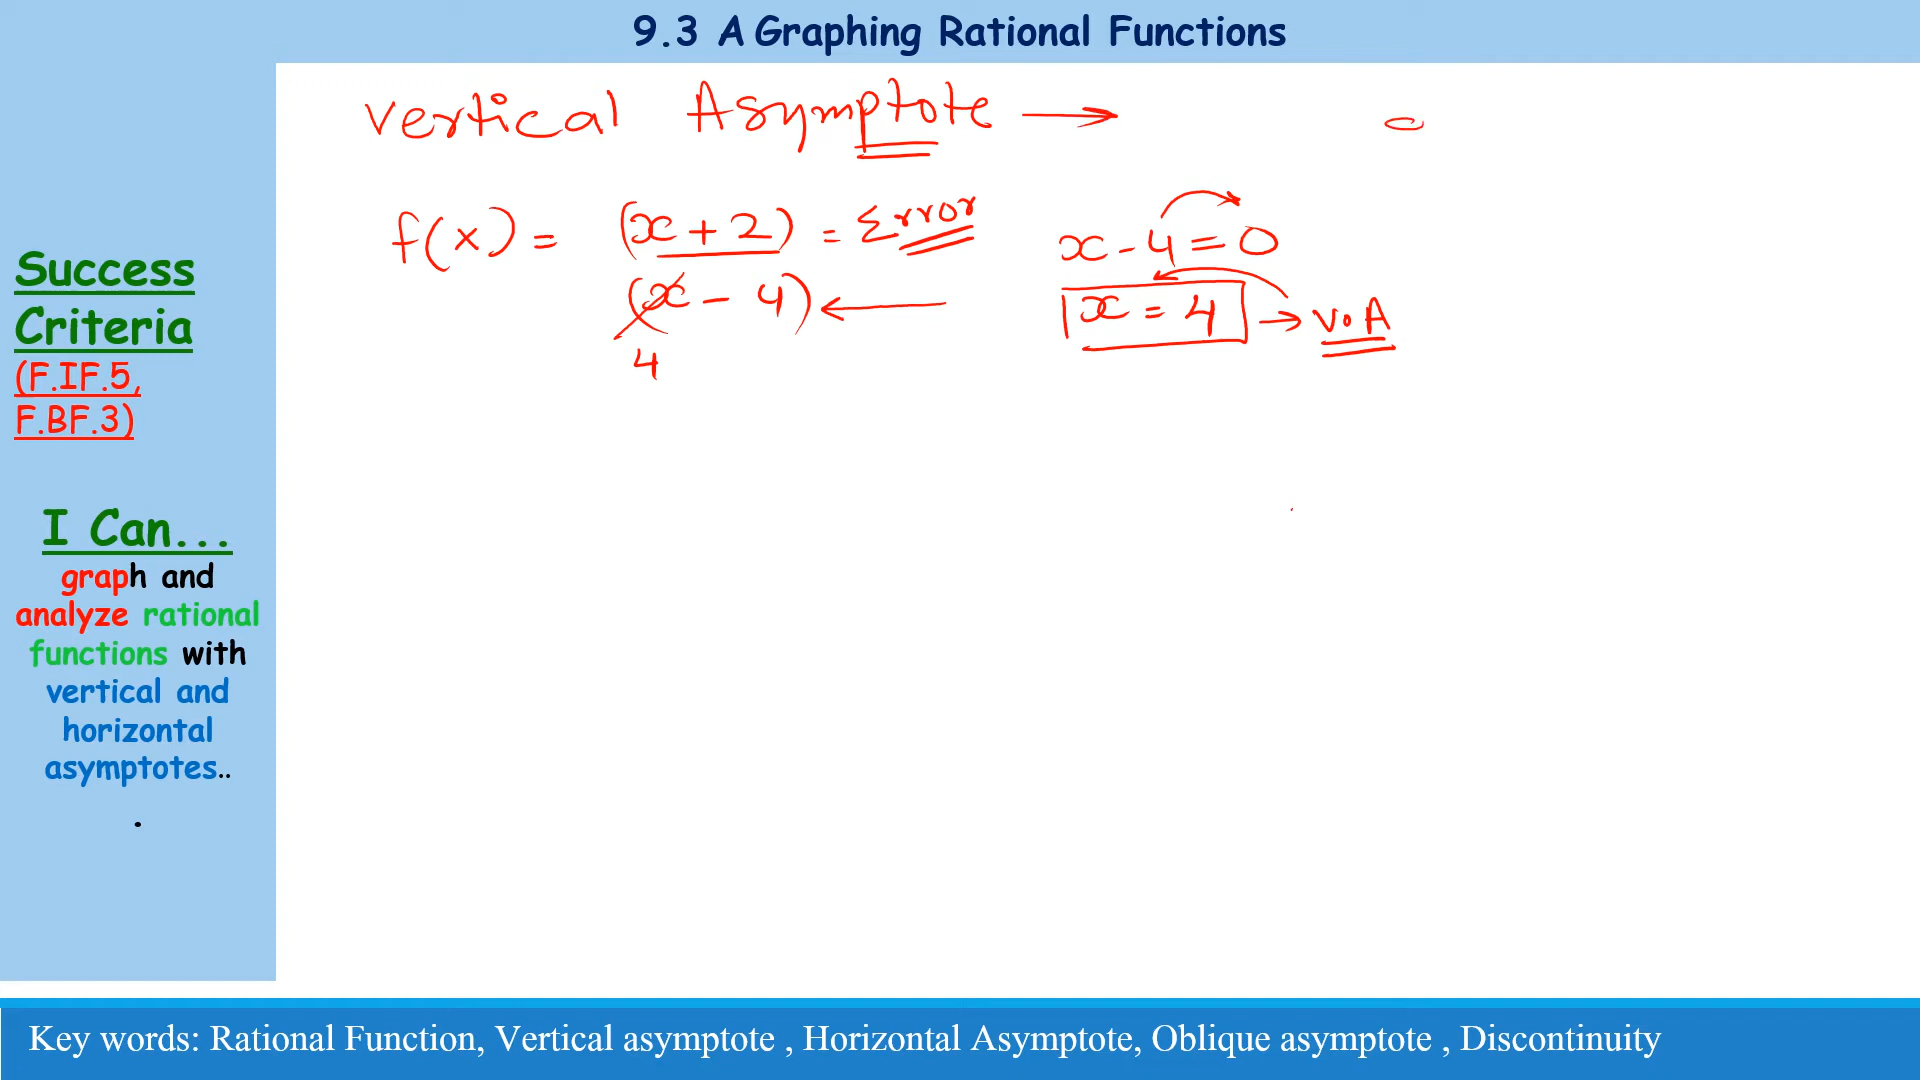 9.3 A Graphing Rational Functions
vertical Asymptote →
f(x) = (x + 2) = Error
(x - 4) ←
4
x - 4 = 0
x = 4 → V.A
Success
Criteria
(F.IF.5,
F.BF.3)
I Can...
graph and
analyze rational
functions with
vertical and
horizontal
asymptotes..
.
Key words: Rational Function, Vertical asymptote , Horizontal Asymptote, Oblique asymptote , Discontinuity